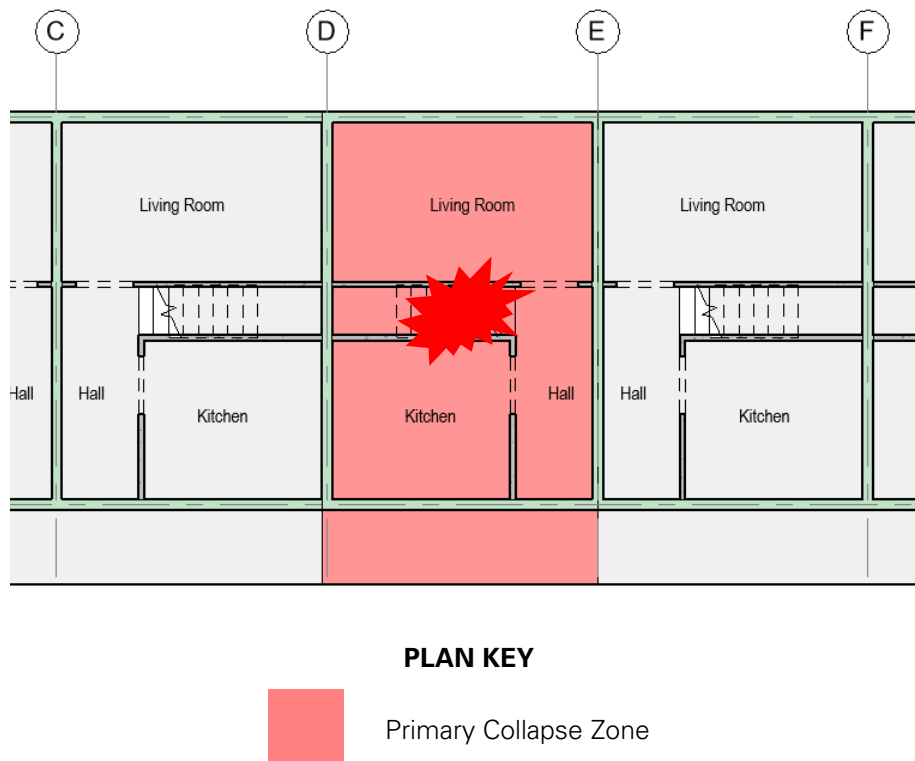 C D E F
Living Room Living Room Living Room
Hall Hall Kitchen Kitchen Hall Hall Kitchen
PLAN KEY
Primary Collapse Zone